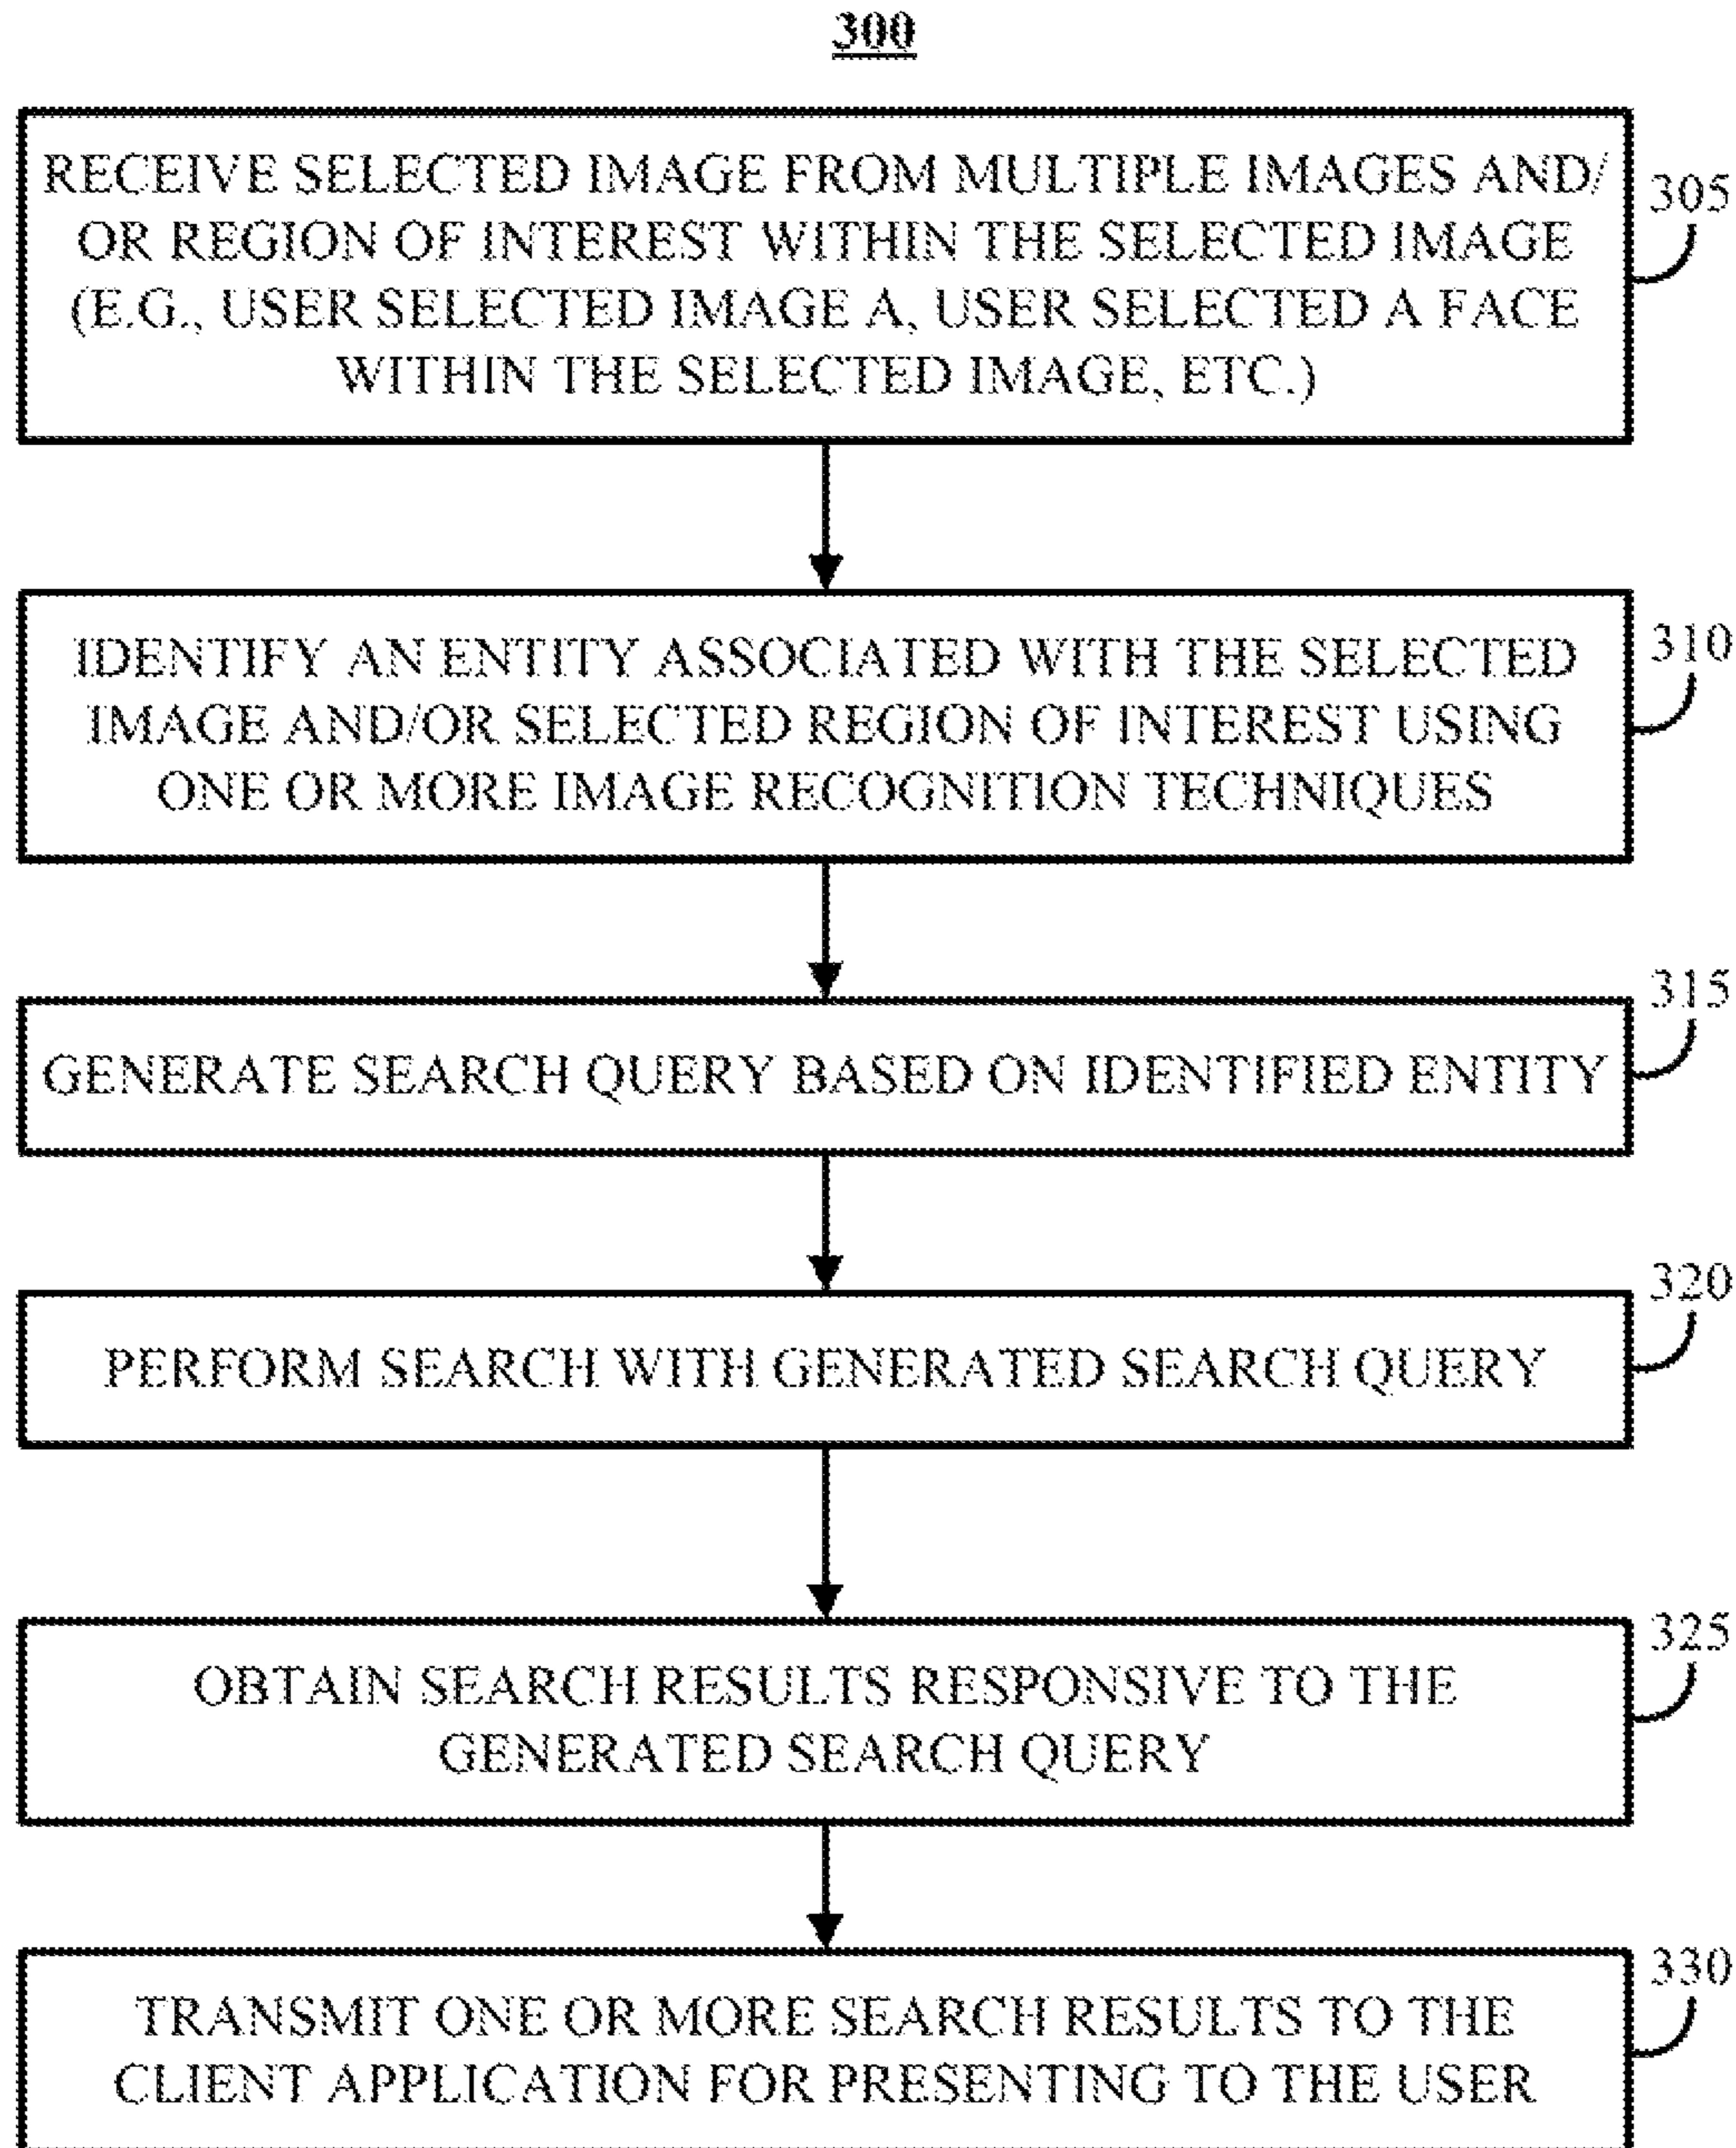 300
RECEIVE SELECTED IMAGE FROM MULTIPLE IMAGES AND/
OR REGION OF INTEREST WITHIN THE SELECTED IMAGE
(E.G., USER SELECTED IMAGE A, USER SELECTED A FACE
WITHIN THE SELECTED IMAGE, ETC.)
305
IDENTIFY AN ENTITY ASSOCIATED WITH THE SELECTED
IMAGE AND/OR SELECTED REGION OF INTEREST USING
ONE OR MORE IMAGE RECOGNITION TECHNIQUES
310
GENERATE SEARCH QUERY BASED ON IDENTIFIED ENTITY
315
PERFORM SEARCH WITH GENERATED SEARCH QUERY
320
OBTAIN SEARCH RESULTS RESPONSIVE TO THE
GENERATED SEARCH QUERY
325
TRANSMIT ONE OR MORE SEARCH RESULTS TO THE
CLIENT APPLICATION FOR PRESENTING TO THE USER
330